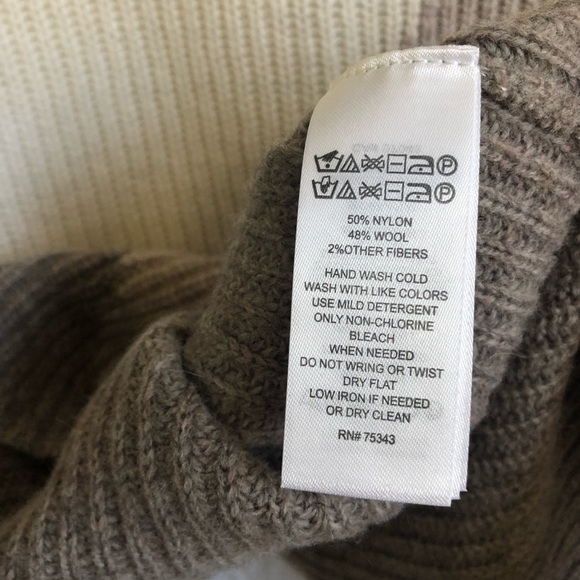 50% NYLON
48% WOOL
2%OTHER FIBERS
HAND WASH COLD
WASH WITH LIKE COLORS
USE MILD DETERGENT
ONLY NON-CHLORINE
BLEACH
WHEN NEEDED
DO NOT WRING OR TWIST
DRY FLAT
LOW IRON IF NEEDED
OR DRY CLEAN
RN# 75343